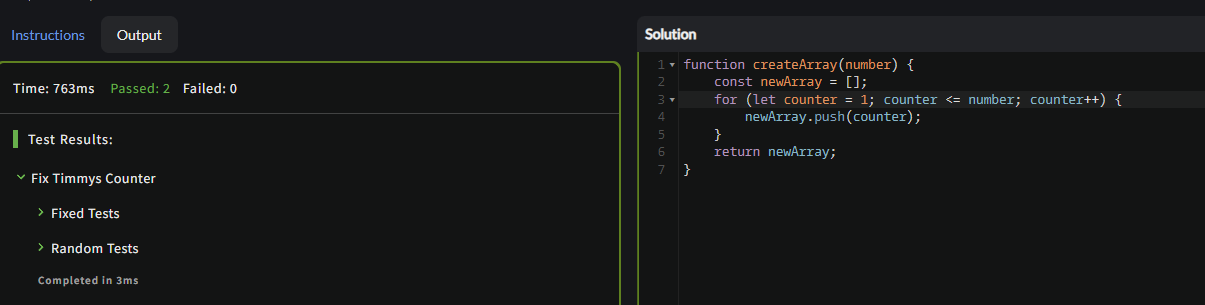 Instructions
Output
Time: 763ms Passed: 2 Failed: 0
Test Results:
Fix Timmys Counter
Fixed Tests
Random Tests
Completed in 3ms
Solution
1 function createArray(number) {
2     const newArray = [];
3     for (let counter = 1; counter <= number; counter++) {
4         newArray.push(counter);
5     }
6     return newArray;
7 }